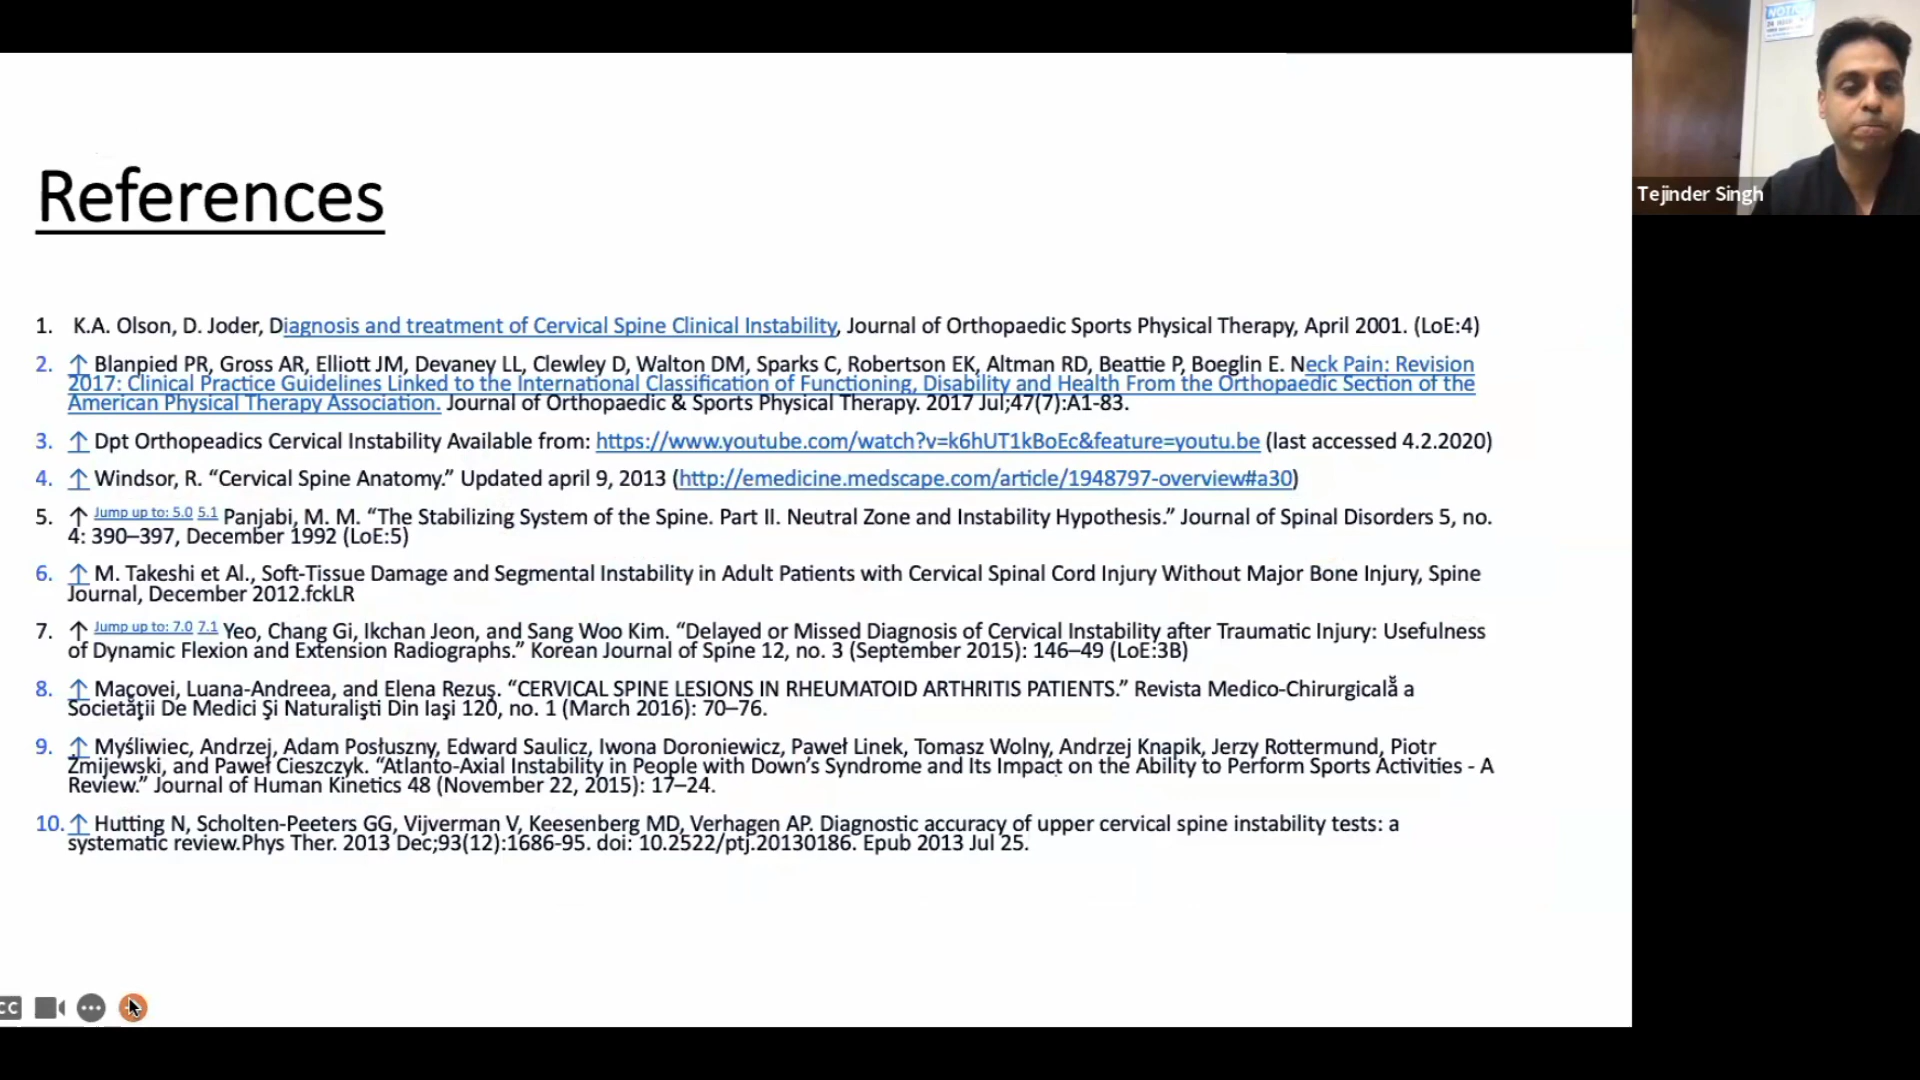 References
1. K.A. Olson, D. Joder, Diagnosis and treatment of Cervical Spine Clinical Instability, Journal of Orthopaedic Sports Physical Therapy, April 2001. (LoE:4)
2. ↑ Blanpied PR, Gross AR, Elliott JM, Devaney LL, Clewley D, Walton DM, Sparks C, Robertson EK, Altman RD, Beattie P, Boeglin E. Neck Pain: Revision
2017: Clinical Practice Guidelines Linked to the International Classification of Functioning, Disability and Health From the Orthopaedic Section of the
American Physical Therapy Association. Journal of Orthopaedic & Sports Physical Therapy. 2017 Jul;47(7):A1-83.
3. ↑ Dpt Orthopeadics Cervical Instability Available from: https://www.youtube.com/watch?v=k6hUT1kBoEc&feature=youtu.be (last accessed 4.2.2020)
4. ↑ Windsor, R. “Cervical Spine Anatomy.” Updated april 9, 2013 (http://emedicine.medscape.com/article/1948797-overview#a30)
5. ↑ Jump up to: 5.0 5.1 Panjabi, M. M. “The Stabilizing System of the Spine. Part II. Neutral Zone and Instability Hypothesis.” Journal of Spinal Disorders 5, no.
4: 390–397, December 1992 (LoE:5)
6. ↑ M. Takeshi et Al., Soft-Tissue Damage and Segmental Instability in Adult Patients with Cervical Spinal Cord Injury Without Major Bone Injury, Spine
Journal, December 2012.fckLR
7. ↑ Jump up to: 7.0 7.1 Yeo, Chang Gi, Ikchan Jeon, and Sang Woo Kim. “Delayed or Missed Diagnosis of Cervical Instability after Traumatic Injury: Usefulness
of Dynamic Flexion and Extension Radiographs.” Korean Journal of Spine 12, no. 3 (September 2015): 146–49 (LoE:3B)
8. ↑ Maçovei, Luana-Andreea, and Elena Rezuş. “CERVICAL SPINE LESIONS IN RHEUMATOID ARTHRITIS PATIENTS.” Revista Medico-Chirurgicală a
Societăţii De Medici Şi Naturalişti Din Iaşi 120, no. 1 (March 2016): 70–76.
9. ↑ Myśliwiec, Andrzej, Adam Posłuszny, Edward Saulicz, Iwona Doroniewicz, Paweł Linek, Tomasz Wolny, Andrzej Knapik, Jerzy Rottermund, Piotr
Żmijewski, and Paweł Cieszczyk. “Atlanto-Axial Instability in People with Down’s Syndrome and Its Impact on the Ability to Perform Sports Activities - A
Review.” Journal of Human Kinetics 48 (November 22, 2015): 17–24.
10. ↑ Hutting N, Scholten-Peeters GG, Vijverman V, Keesenberg MD, Verhagen AP. Diagnostic accuracy of upper cervical spine instability tests: a
systematic review.Phys Ther. 2013 Dec;93(12):1686-95. doi: 10.2522/ptj.20130186. Epub 2013 Jul 25.
CC
NOTICE
Tejinder Singh